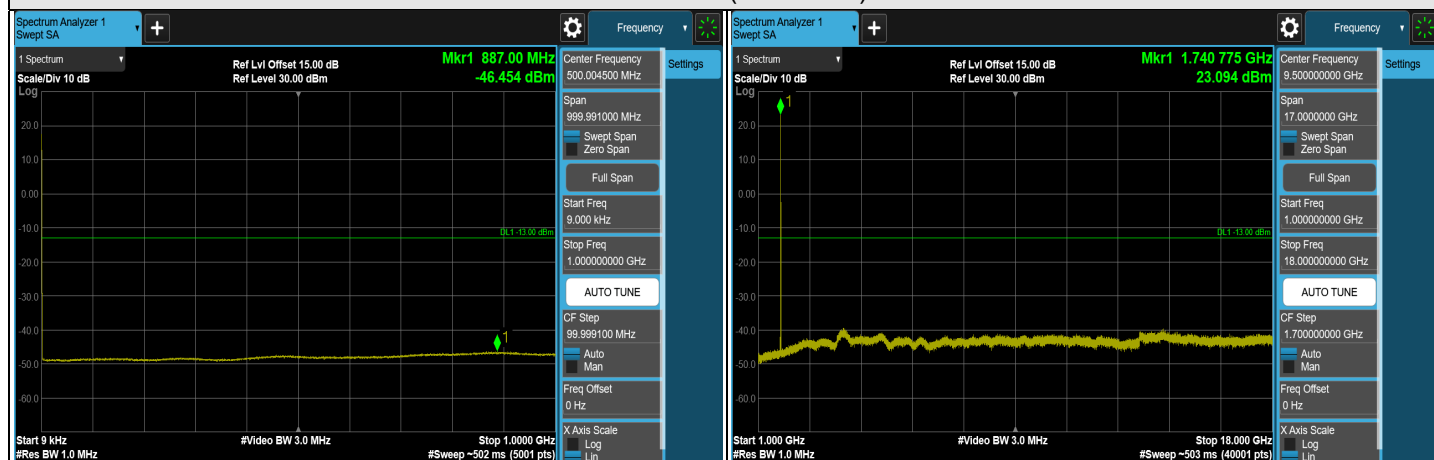 Spectrum Analyzer 1
Swept SA
+
Frequency
1 Spectrum
Scale/Div 10 dB
Log
Ref Lvl Offset 15.00 dB
Ref Level 30.00 dBm
Mkr1 887.00 MHz
-46.454 dBm
20.0
10.0
0.00
-10.0
-20.0
-30.0
-40.0
-50.0
-60.0
DL1 -13.00 dBm
1
Start 9 kHz
#Res BW 1.0 MHz
#Video BW 3.0 MHz
Stop 1.0000 GHz
#Sweep ~502 ms (5001 pts)
Center Frequency
500.004500 MHz
Span
999.991000 MHz
Swept Span
Zero Span
Full Span
Start Freq
9.000 kHz
Stop Freq
1.000000000 GHz
AUTO TUNE
CF Step
99.999100 MHz
Auto
Man
Freq Offset
0 Hz
X Axis Scale
Log
Lin
Settings
Spectrum Analyzer 1
Swept SA
+
Frequency
1 Spectrum
Scale/Div 10 dB
Log
Ref Lvl Offset 15.00 dB
Ref Level 30.00 dBm
Mkr1 1.740 775 GHz
23.094 dBm
1
20.0
10.0
0.00
-10.0
-20.0
-30.0
-40.0
-50.0
-60.0
DL1 -13.00 dBm
Start 1.000 GHz
#Res BW 1.0 MHz
#Video BW 3.0 MHz
Stop 18.000 GHz
#Sweep ~503 ms (40001 pts)
Center Frequency
9.500000000 GHz
Span
17.0000000 GHz
Swept Span
Zero Span
Full Span
Start Freq
1.000000000 GHz
Stop Freq
18.000000000 GHz
AUTO TUNE
CF Step
1.700000000 GHz
Auto
Man
Freq Offset
0 Hz
X Axis Scale
Log
Lin
Settings